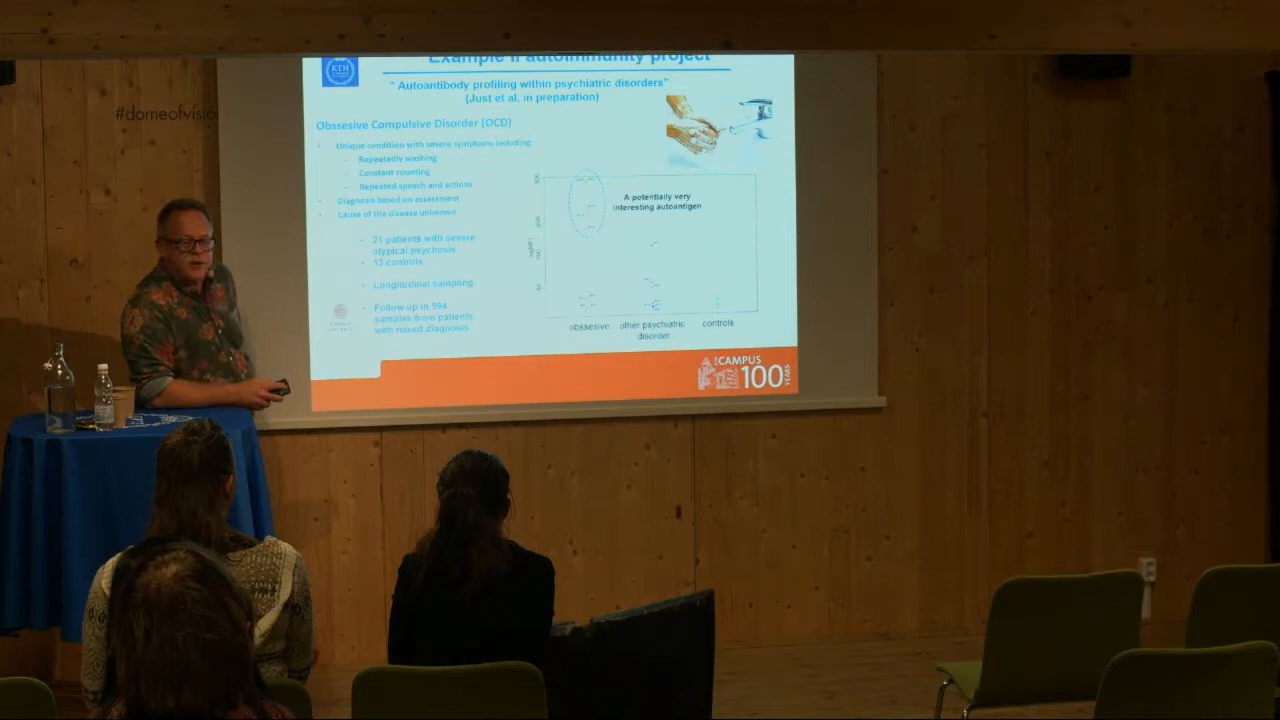 KTH
Example II autoimmunity project
#domeofvisio
" Autoantibody profiling within psychiatric disorders"
(Just et al, in preparation)
Obssesive Compulsive Disorder (OCD)
Unique condition with severe symptoms including:
- Repeatedly washing
- Constant counting
- Repeated speech and actions
Diagnosis based on assessment
Cause of the disease unknown
- 21 patients with severe
atypical psychosis
- 13 controls
- Longitudinal sampling
- Follow up in 594
samples from patients
with mixed diagnosis
A potentially very
interesting autoantigen
obssesive
other psychiatric
disorder
controls
CAMPUS
100
YEARS